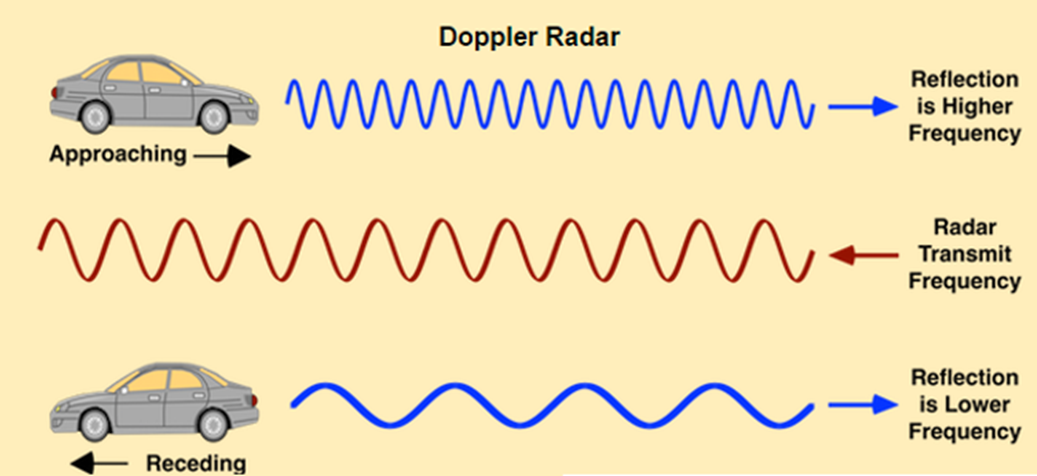 Doppler Radar
Reflection
is Higher
Frequency
Approaching
Radar
Transmit
Frequency
Reflection
is Lower
Frequency
Receding